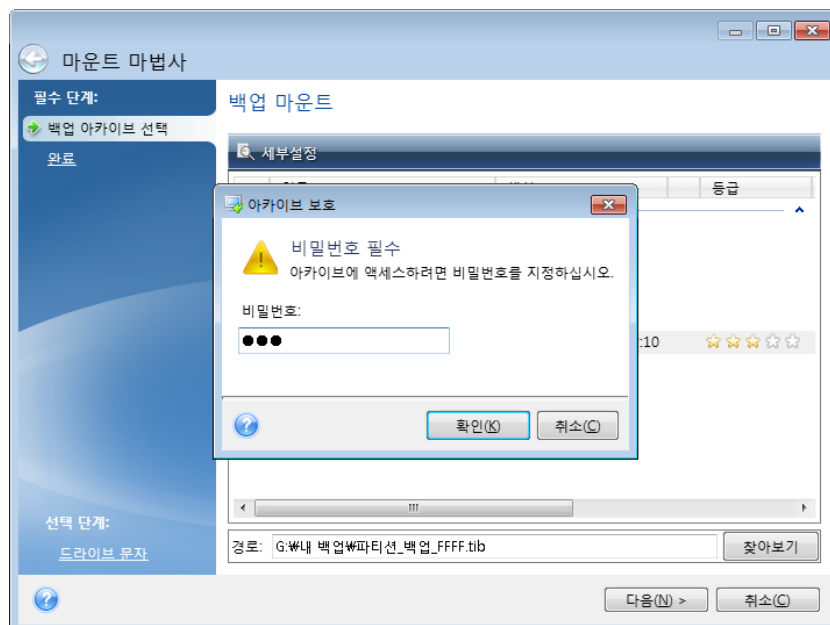 마운트 마법사
필수 단계:
백업 아카이브 선택
완료
선택 단계:
드라이브 문자
백업 마운트
세부설정
등급
:10
아카이브 보호
비밀번호 필수
아카이브에 액세스하려면 비밀번호를 지정하십시오.
비밀번호:
●●●
확인(K)
취소(C)
경로: G:₩내 백업₩파티션_백업_FFFF.tib
찾아보기
다음(N) >
취소(C)